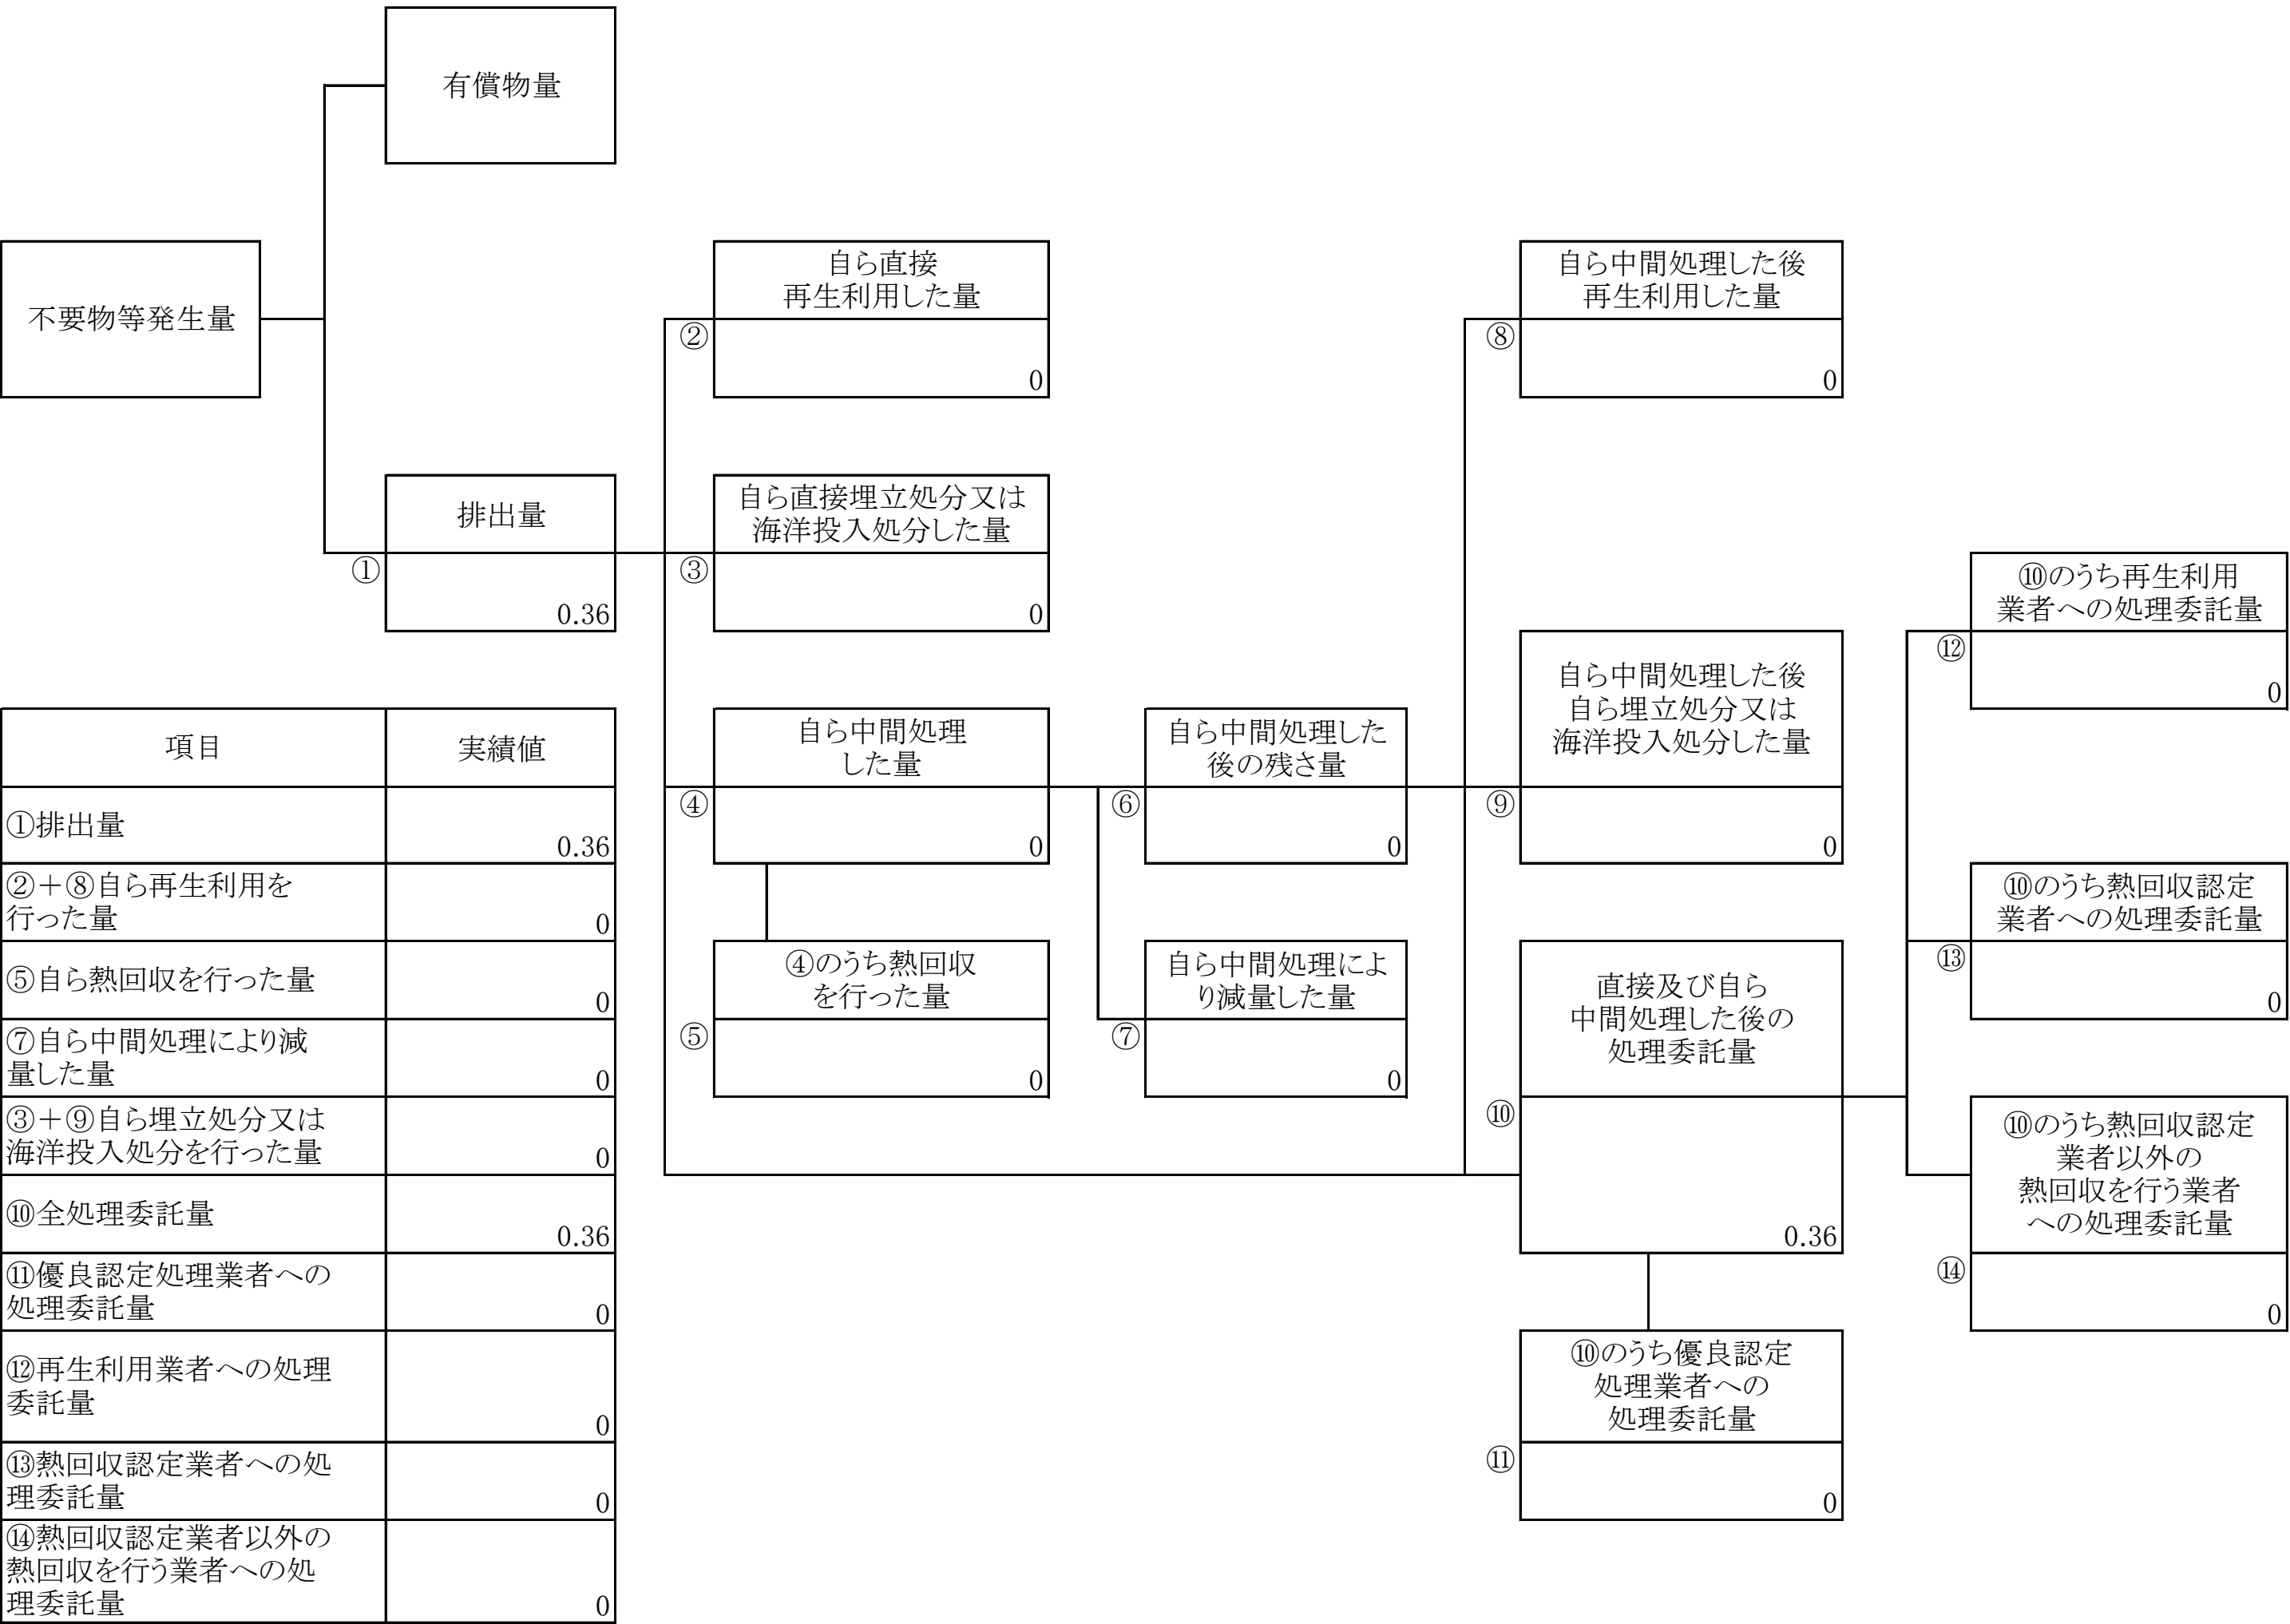 有償物量
不要物等発生量
自ら直接
再生利用した量
②
0
自ら中間処理した後
再生利用した量
⑧
0
排出量
①
0.36
自ら直接埋立処分又は
海洋投入処分した量
③
0
⑩のうち再生利用
業者への処理委託量
⑫
0
自ら中間処理した後
自ら埋立処分又は
海洋投入処分した量
⑨
0
自ら中間処理
した量
④
0
自ら中間処理した
後の残さ量
⑥
0
⑩のうち熱回収認定
業者への処理委託量
⑬
0
④のうち熱回収
を行った量
⑤
0
自ら中間処理によ
り減量した量
⑦
0
直接及び自ら
中間処理した後の
処理委託量
⑩
0.36
⑩のうち熱回収認定
業者以外の
熱回収を行う業者
への処理委託量
⑭
0
⑩のうち優良認定
処理業者への
処理委託量
⑪
0
項目
実績値
①排出量
0.36
②＋⑧自ら再生利用を
行った量
0
⑤自ら熱回収を行った量
0
⑦自ら中間処理により減
量した量
0
③＋⑨自ら埋立処分又は
海洋投入処分を行った量
0
⑩全処理委託量
0.36
⑪優良認定処理業者への
処理委託量
0
⑫再生利用業者への処理
委託量
0
⑬熱回収認定業者への処
理委託量
0
⑭熱回収認定業者以外の
熱回収を行う業者への処
理委託量
0